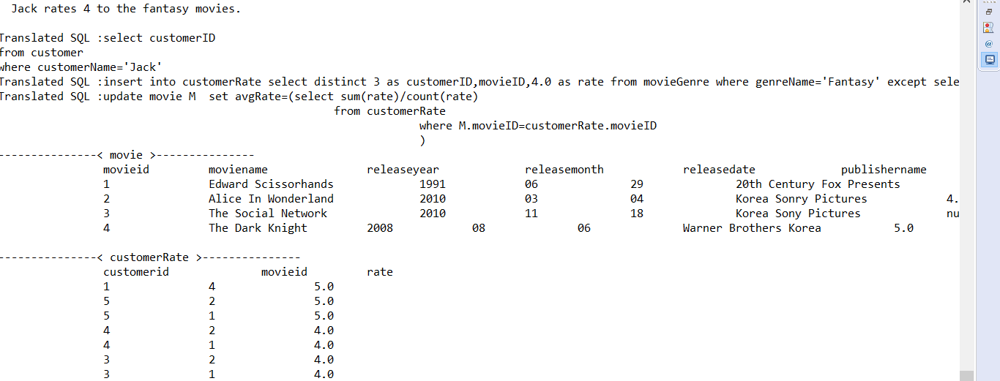 Jack rates 4 to the fantasy movies.
Translated SQL :select customerID
from customer
where customerName='Jack'
Translated SQL :insert into customerRate select distinct 3 as customerID,movieID,4.0 as rate from movieGenre where genreName='Fantasy' except sele
Translated SQL :update movie M  set avgRate=(select sum(rate)/count(rate)
from customerRate
where M.movieID=customerRate.movieID
)
---------------< movie >---------------
movieid moviename releaseyear releasemonth releasedate publishername
1 Edward Scissorhands 1991 06 29 20th Century Fox Presents
2 Alice In Wonderland 2010 03 04 Korea Sonry Pictures 4.
3 The Social Network 2010 11 18 Korea Sony Pictures nu
4 The Dark Knight 2008 08 06 Warner Brothers Korea 5.0
---------------< customerRate >---------------
customerid movieid rate
1 4 5.0
5 2 5.0
5 1 5.0
4 2 4.0
4 1 4.0
3 2 4.0
3 1 4.0